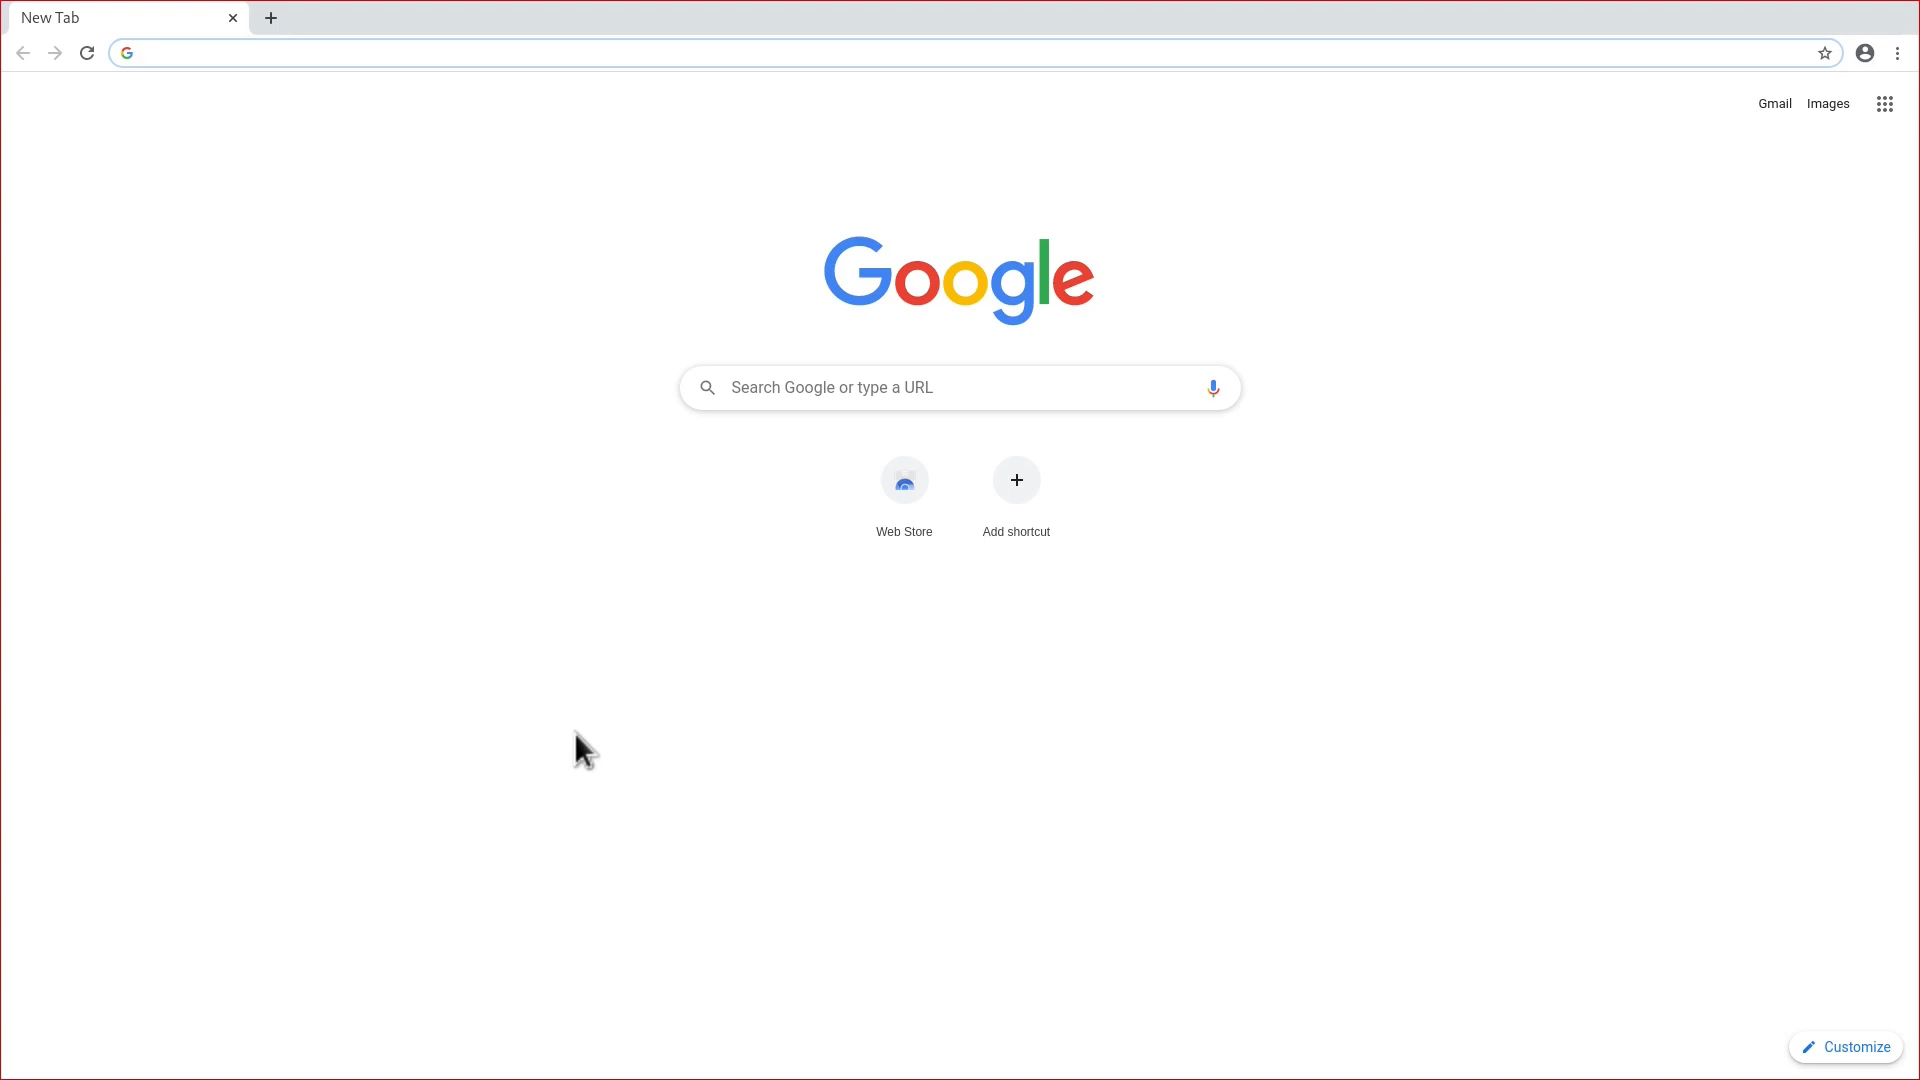 New Tab
Gmail Images
Google
Search Google or type a URL
Web Store Add shortcut
Customize